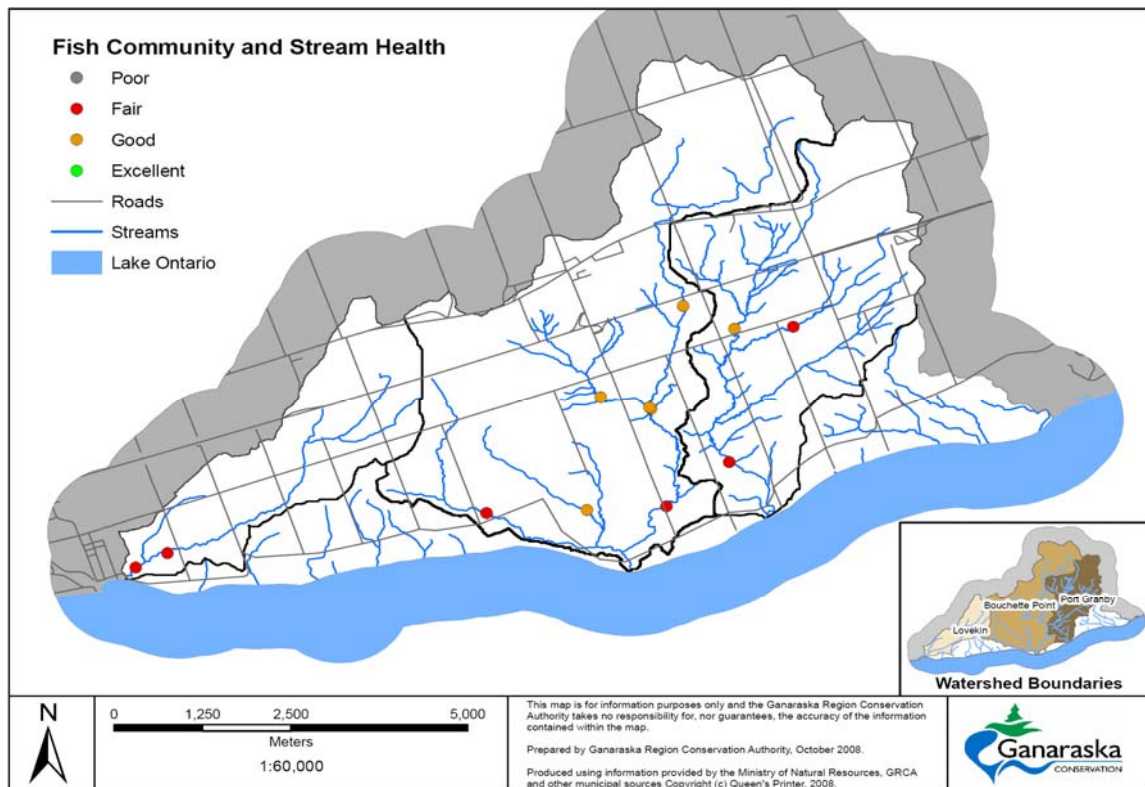 Fish Community and Stream Health
Poor
Fair
Good
Excellent
Roads
Streams
Lake Ontario
Lovekin
Bouchette Point
Port Granby
Watershed Boundaries
N
0 1,250 2,500 5,000
Meters
1:60,000
This map is for information purposes only and the Ganaraska Region Conservation
Authority takes no responsibility for, nor guarantees, the accuracy of the information
contained within the map.
Prepared by Ganaraska Region Conservation Authority, October 2008.
Produced using information provided by the Ministry of Natural Resources, GRCA
and other municipal sources Copyright (c) Queen's Printer, 2008.
Ganaraska
CONSERVATION